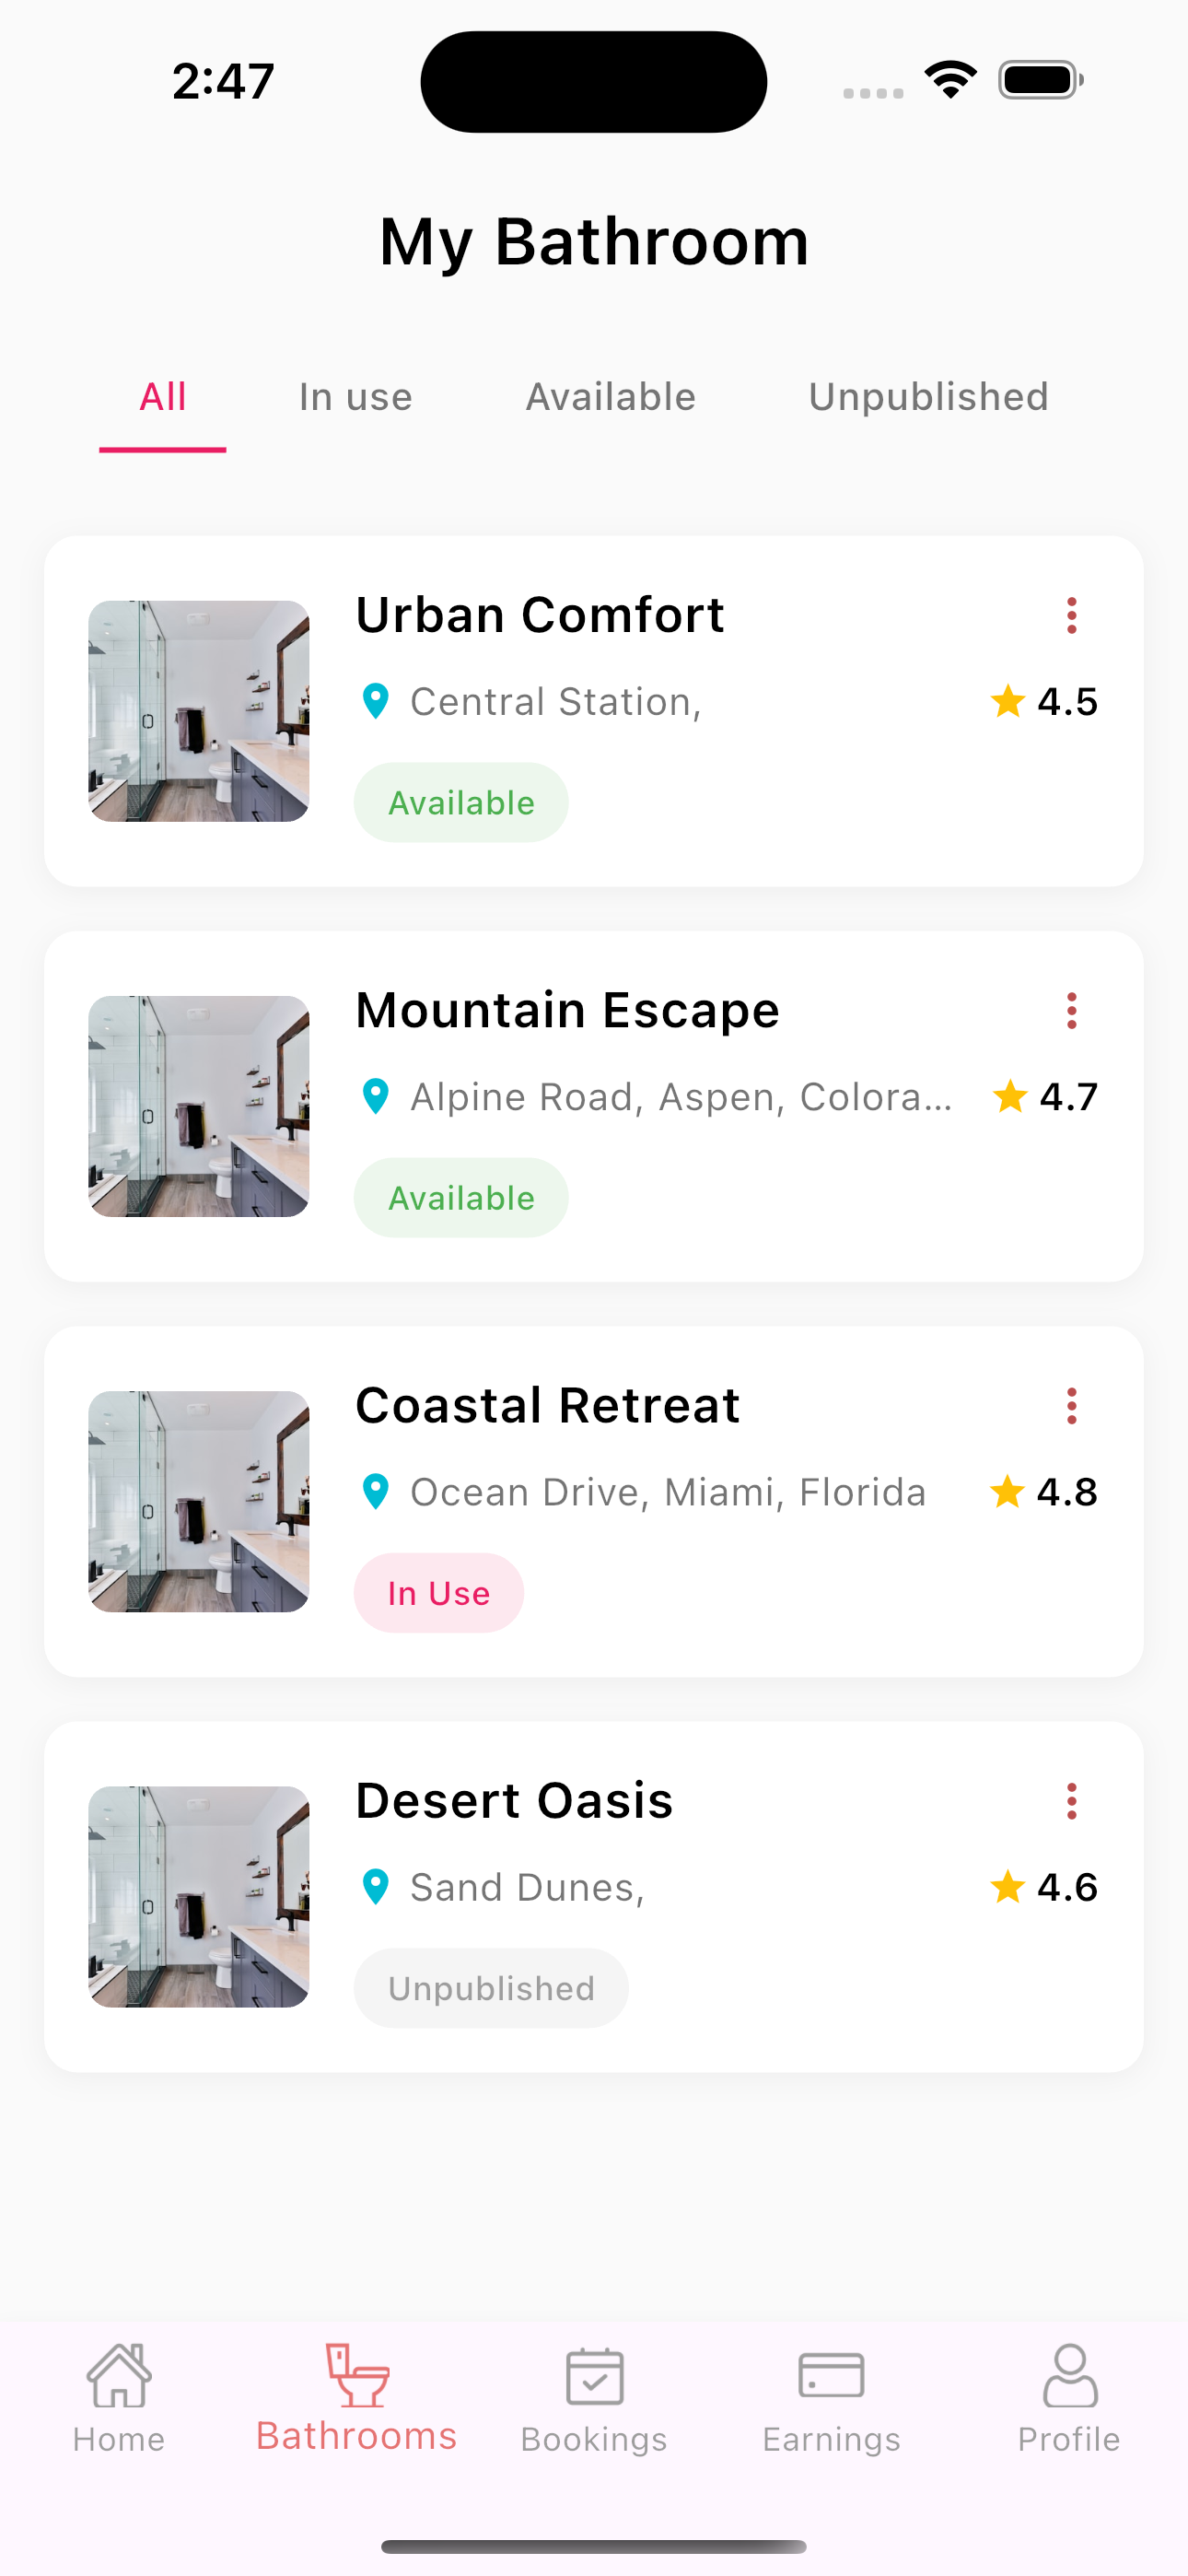 2:47
My Bathroom
All In use Available Unpublished
Urban Comfort
Central Station, 4.5
Available
Mountain Escape
Alpine Road, Aspen, Colora... 4.7
Available
Coastal Retreat
Ocean Drive, Miami, Florida 4.8
In Use
Desert Oasis
Sand Dunes, 4.6
Unpublished
Home Bathrooms Bookings Earnings Profile